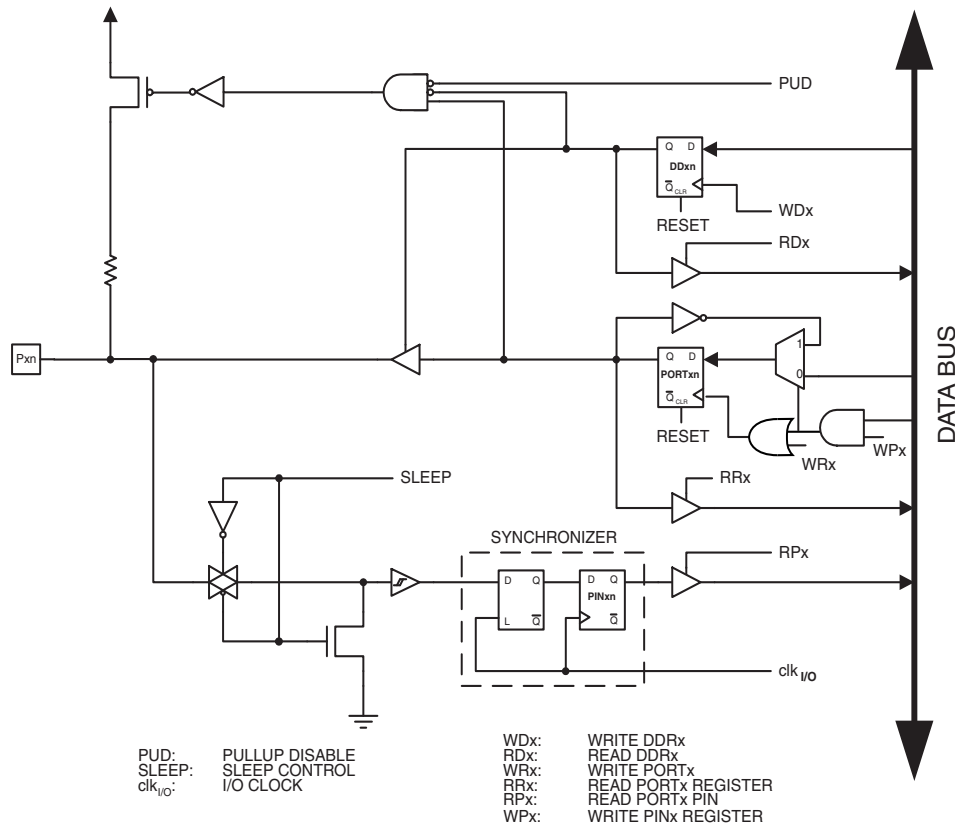 PUD
Q D
DDxn
Q CLR
WDx
RESET
RDx
Pxn
1
Q D
PORTxn
0
Q CLR
RESET
WRx
WPx
DATA BUS
RRx
SLEEP
SYNCHRONIZER
RPx
D Q
D Q
PINxn
L Q
Q
clk I/O
PUD: PULLUP DISABLE
SLEEP: SLEEP CONTROL
clkI/O: I/O CLOCK
WDx: WRITE DDRx
RDx: READ DDRx
WRx: WRITE PORTx
RRx: READ PORTx REGISTER
RPx: READ PORTx PIN
WPx: WRITE PINx REGISTER